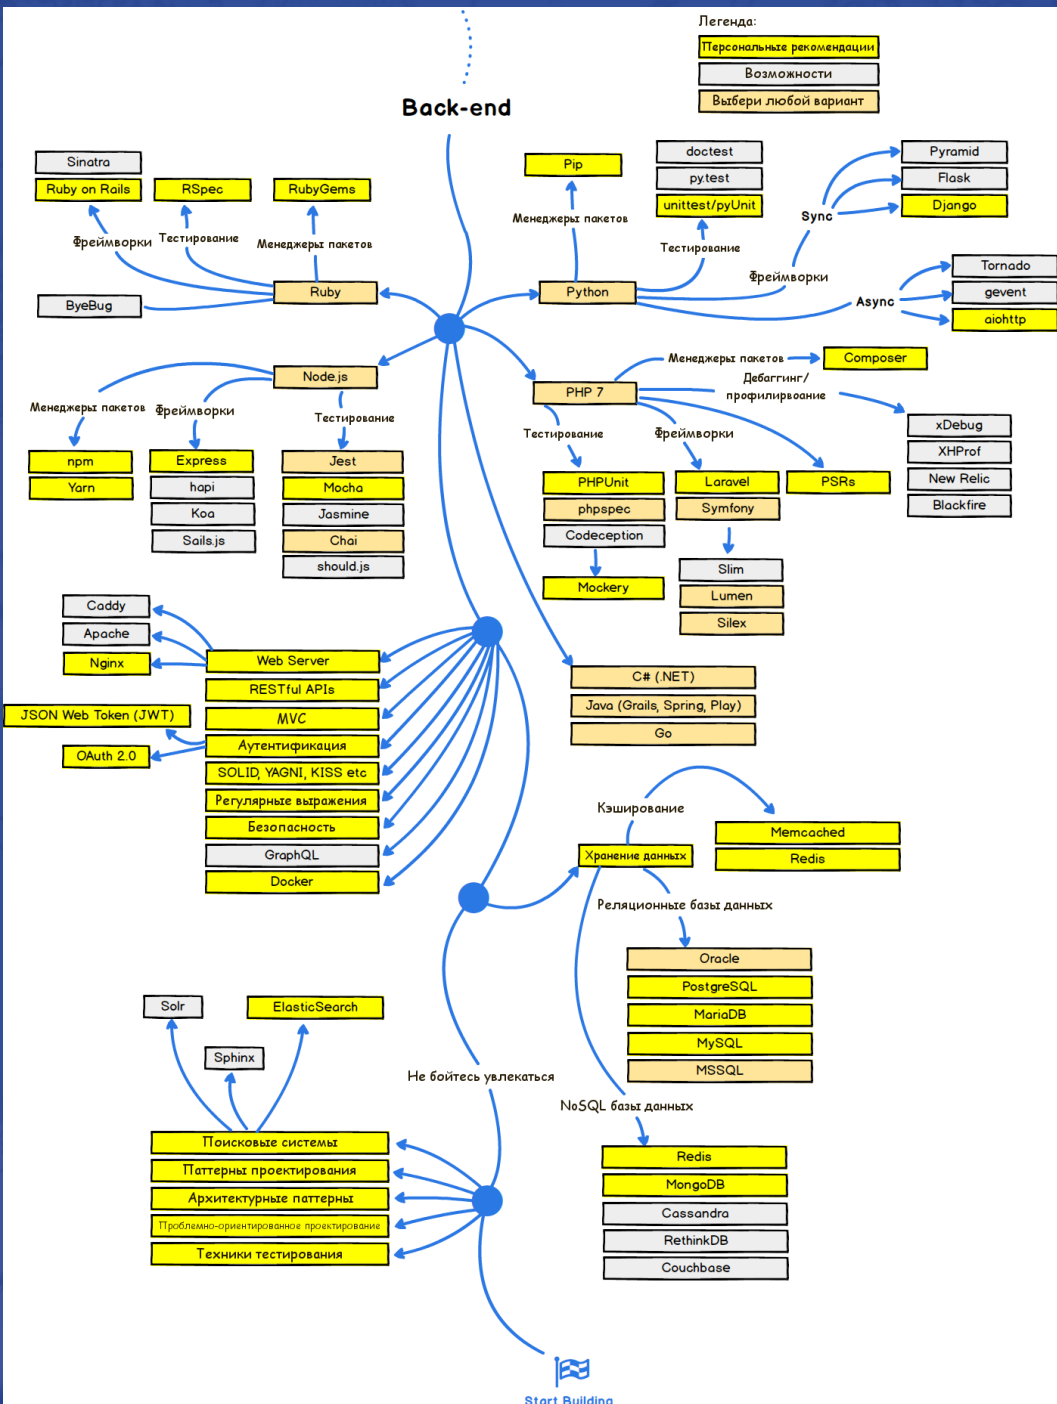 Легенда:
Персональные рекомендации
Возможности
Выбери любой вариант
Back-end
Sinatra
Ruby on Rails
RSpec
RubyGems
Фреймворки
Тестирование
Менеджеры пакетов
Ruby
ByeBug
Pip
Менеджеры пакетов
doctest
py.test
unittest/pyUnit
Тестирование
Pyramid
Flask
Django
Sync
Фреймворки
Python
Async
Tornado
gevent
aiohttp
Node.js
Менеджеры пакетов
Фреймворки
Тестирование
npm
Yarn
Express
hapi
Koa
Sails.js
Jest
Mocha
Jasmine
Chai
should.js
PHP 7
Менеджеры пакетов
Composer
Дебаггинг/
профилирвоание
xDebug
XHProf
New Relic
Blackfire
Тестирование
Фреймворки
PHPUnit
phpspec
Codeception
Mockery
Laravel
Symfony
Slim
Lumen
Silex
PSRs
C# (.NET)
Java (Grails, Spring, Play)
Go
Caddy
Apache
Nginx
Web Server
RESTful APIs
MVC
Аутентификация
SOLID, YAGNI, KISS etc
Регулярные выражения
Безопасность
GraphQL
Docker
JSON Web Token (JWT)
OAuth 2.0
Кэширование
Memcached
Redis
Хранение данных
Реляционные базы данных
Oracle
PostgreSQL
MariaDB
MySQL
MSSQL
NoSQL базы данных
Redis
MongoDB
Cassandra
RethinkDB
Couchbase
Не бойтесь увлекаться
Solr
Sphinx
ElasticSearch
Поисковые системы
Паттерны проектирования
Архитектурные паттерны
Проблемно-ориентированное проектирование
Техники тестирования
Start Building